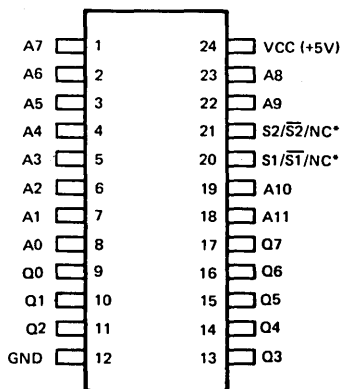 A7 1 24 VCC (+5V)
A6 2 23 A8
A5 3 22 A9
A4 4 21 S2/S̅2̅/NC*
A3 5 20 S1/S̅1̅/NC*
A2 6 19 A10
A1 7 18 A11
A0 8 17 Q7
Q0 9 16 Q6
Q1 10 15 Q5
Q2 11 14 Q4
GND 12 13 Q3